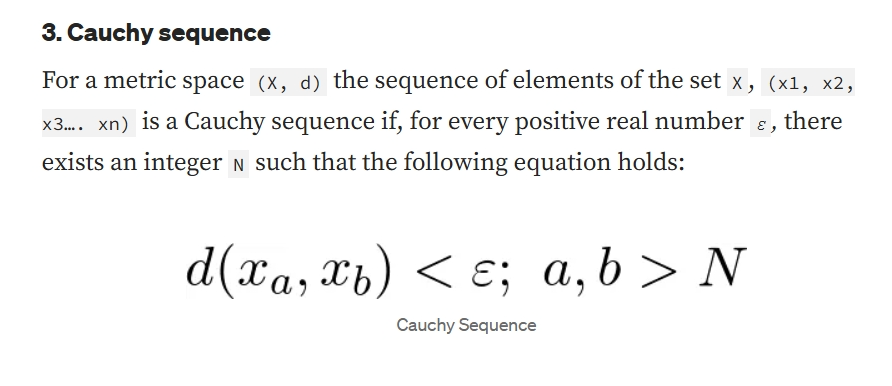 3. Cauchy sequence
For a metric space (X, d) the sequence of elements of the set X, (x1, x2,
x3…. xn) is a Cauchy sequence if, for every positive real number ε, there
exists an integer N such that the following equation holds:
d(xₐ, x_b) < ε; a, b > N
Cauchy Sequence